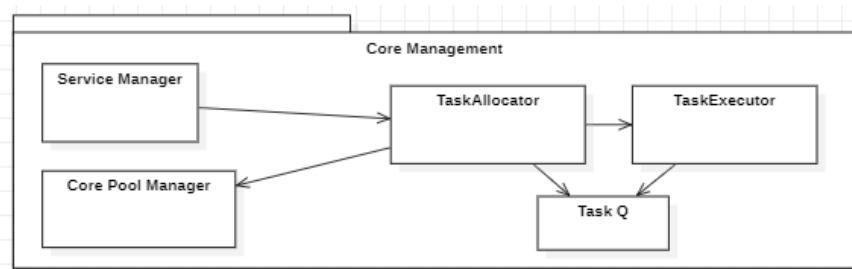 Core Management
Service Manager
TaskAllocator
TaskExecutor
Core Pool Manager
Task Q